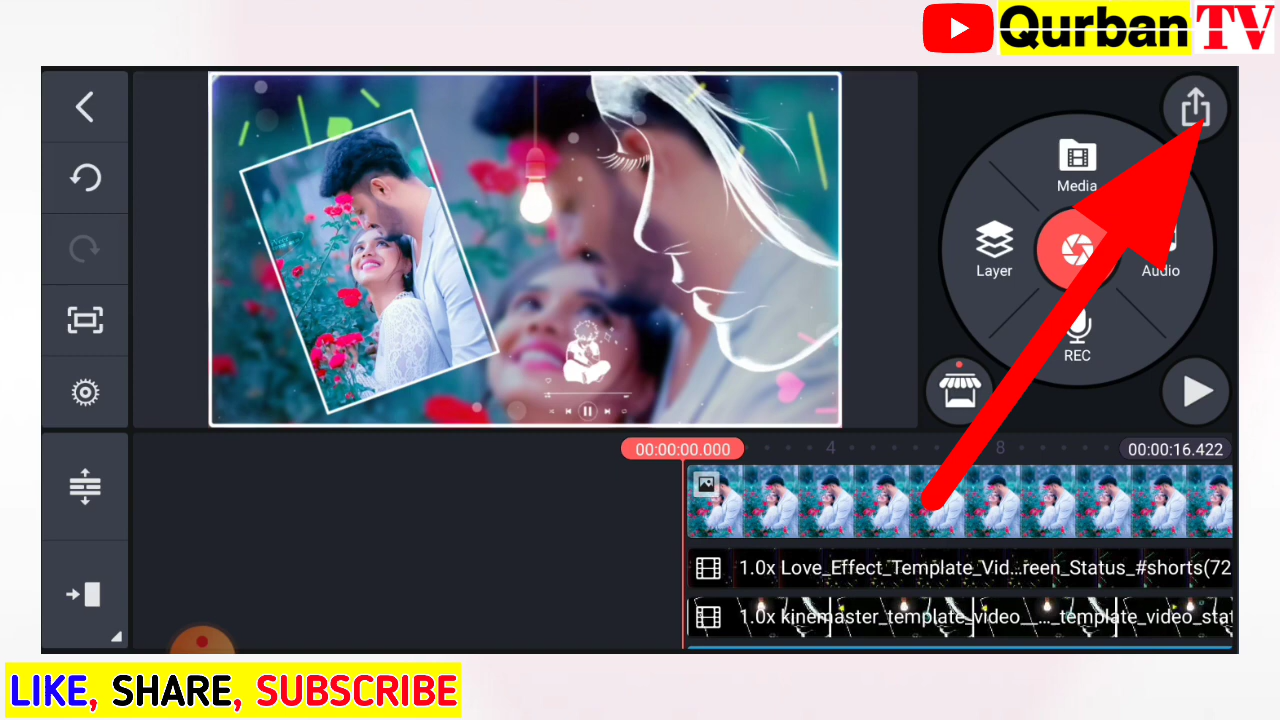 Qurban TV
Media
Layer
Audio
REC
00:00:00.000
4
8
00:00:16.422
1.0x Love_Effect_Template_Vid...reen_Status_#shorts(72
1.0x kinemaster_template_video__..._template_video_stat
LIKE, SHARE, SUBSCRIBE